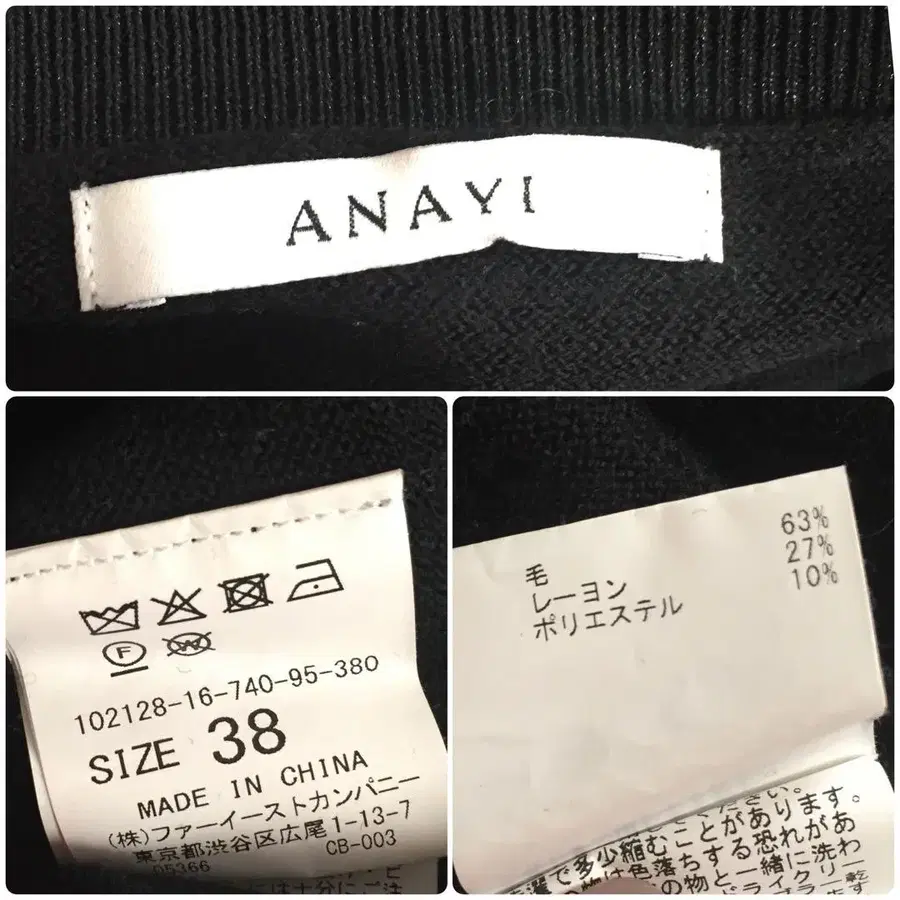 ANAYI
F
W
102128-16-740-95-380
SIZE 38
MADE IN CHINA
(株)ファーイーストカンパニー
東京都渋谷区広尾1-13-7
05366 CB-003
毛 63%
レーヨン 27%
ポリエステル 10%
ださい。
で多少縮むことがあります。
色落ちする恐れがあ
の物と一緒に洗わ